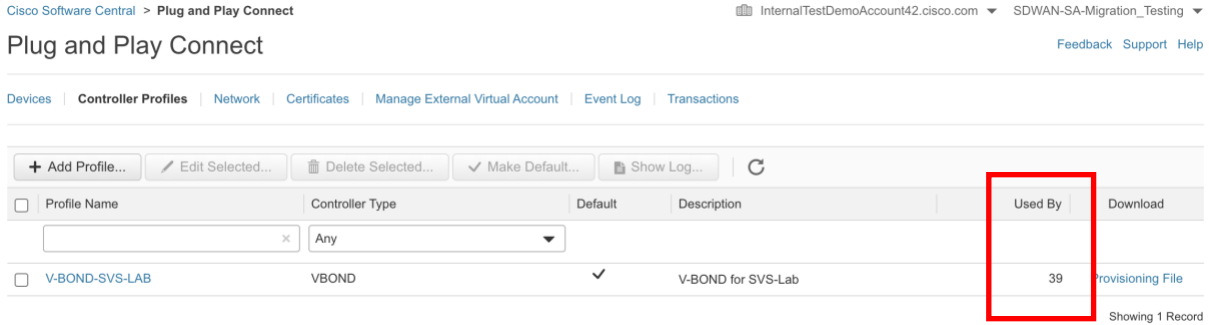 Cisco Software Central > Plug and Play Connect InternalTestDemoAccount42.cisco.com SDWAN-SA-Migration_Testing
Plug and Play Connect Feedback Support Help
Devices Controller Profiles Network Certificates Manage External Virtual Account Event Log Transactions
+ Add Profile... Edit Selected... Delete Selected... Make Default... Show Log...
Profile Name Controller Type Default Description Used By Download
× Any
V-BOND-SVS-LAB VBOND V-BOND for SVS-Lab 39 Provisioning File
Showing 1 Record